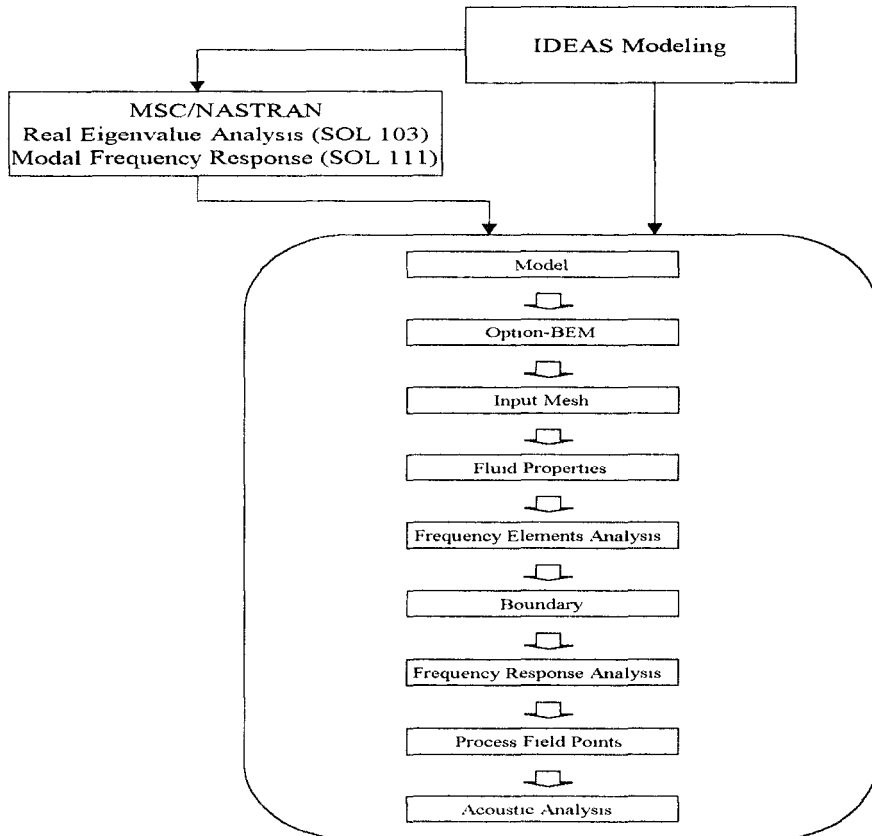 IDEAS Modeling
MSC/NASTRAN
Real Eigenvalue Analysis (SOL 103)
Modal Frequency Response (SOL 111)
Model
Option-BEM
Input Mesh
Fluid Properties
Frequency Elements Analysis
Boundary
Frequency Response Analysis
Process Field Points
Acoustic Analysis